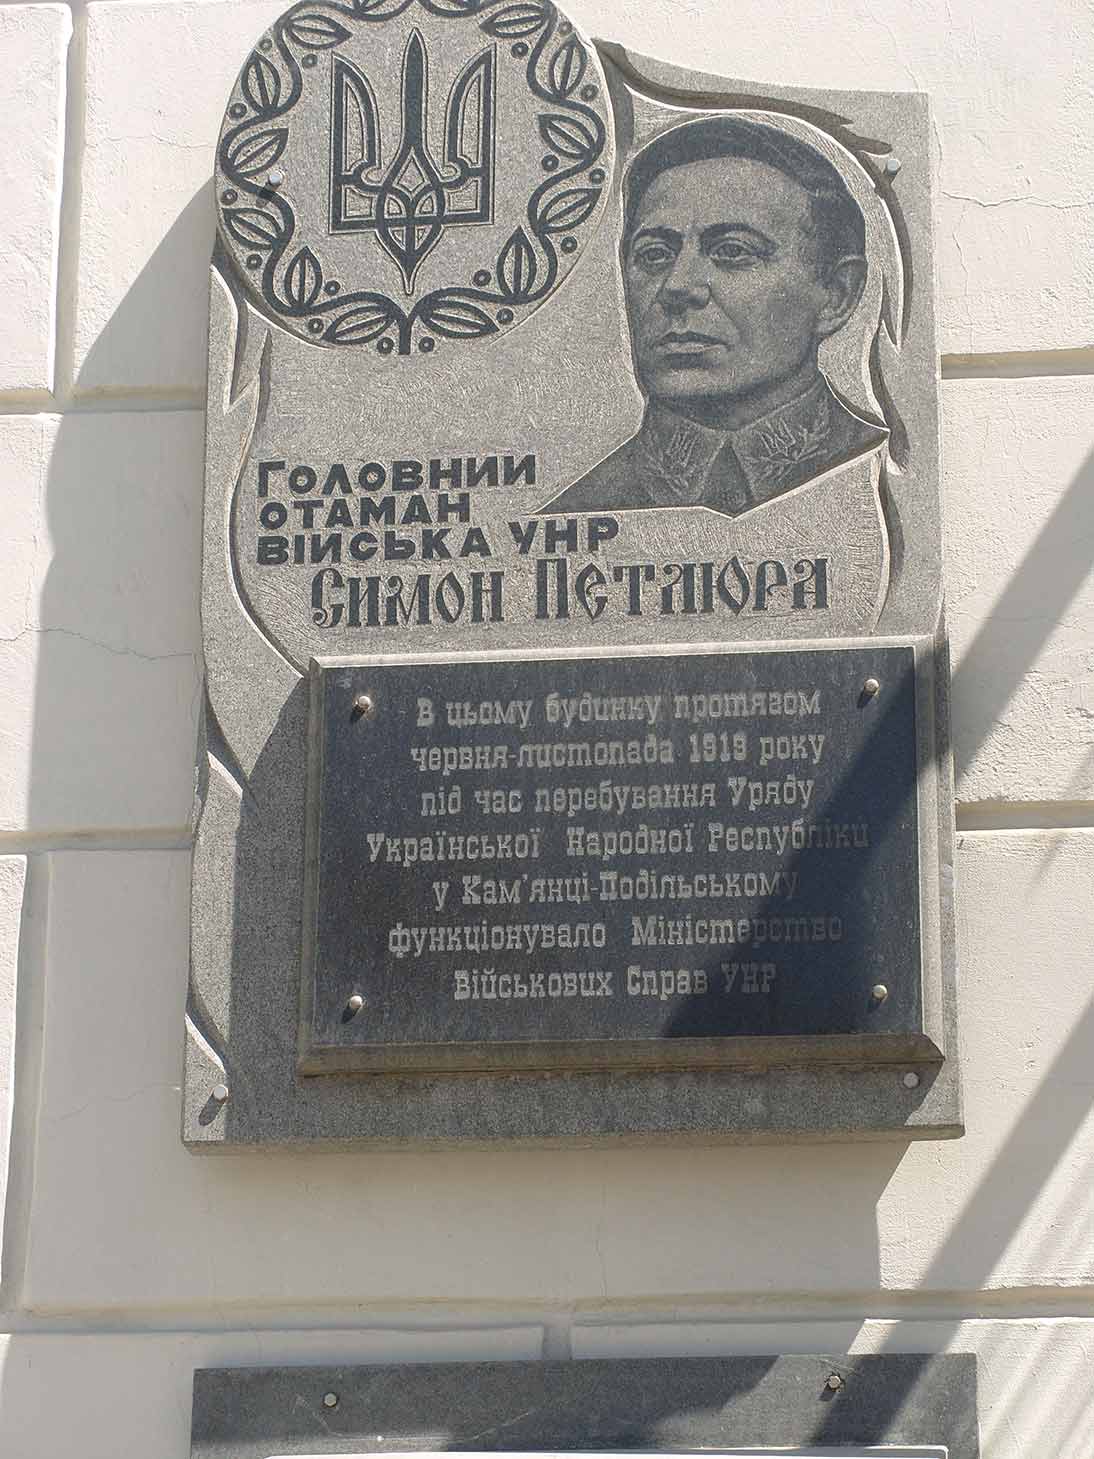 Головний
отаман
війська УНР
Симон Петлюра
В цьому будинку протягом
червня-листопада 1919 року
під час перебування Уряду
Української Народної Республіки
у Кам'янці-Подільському
функціонувало Міністерство
Військових Справ УНР